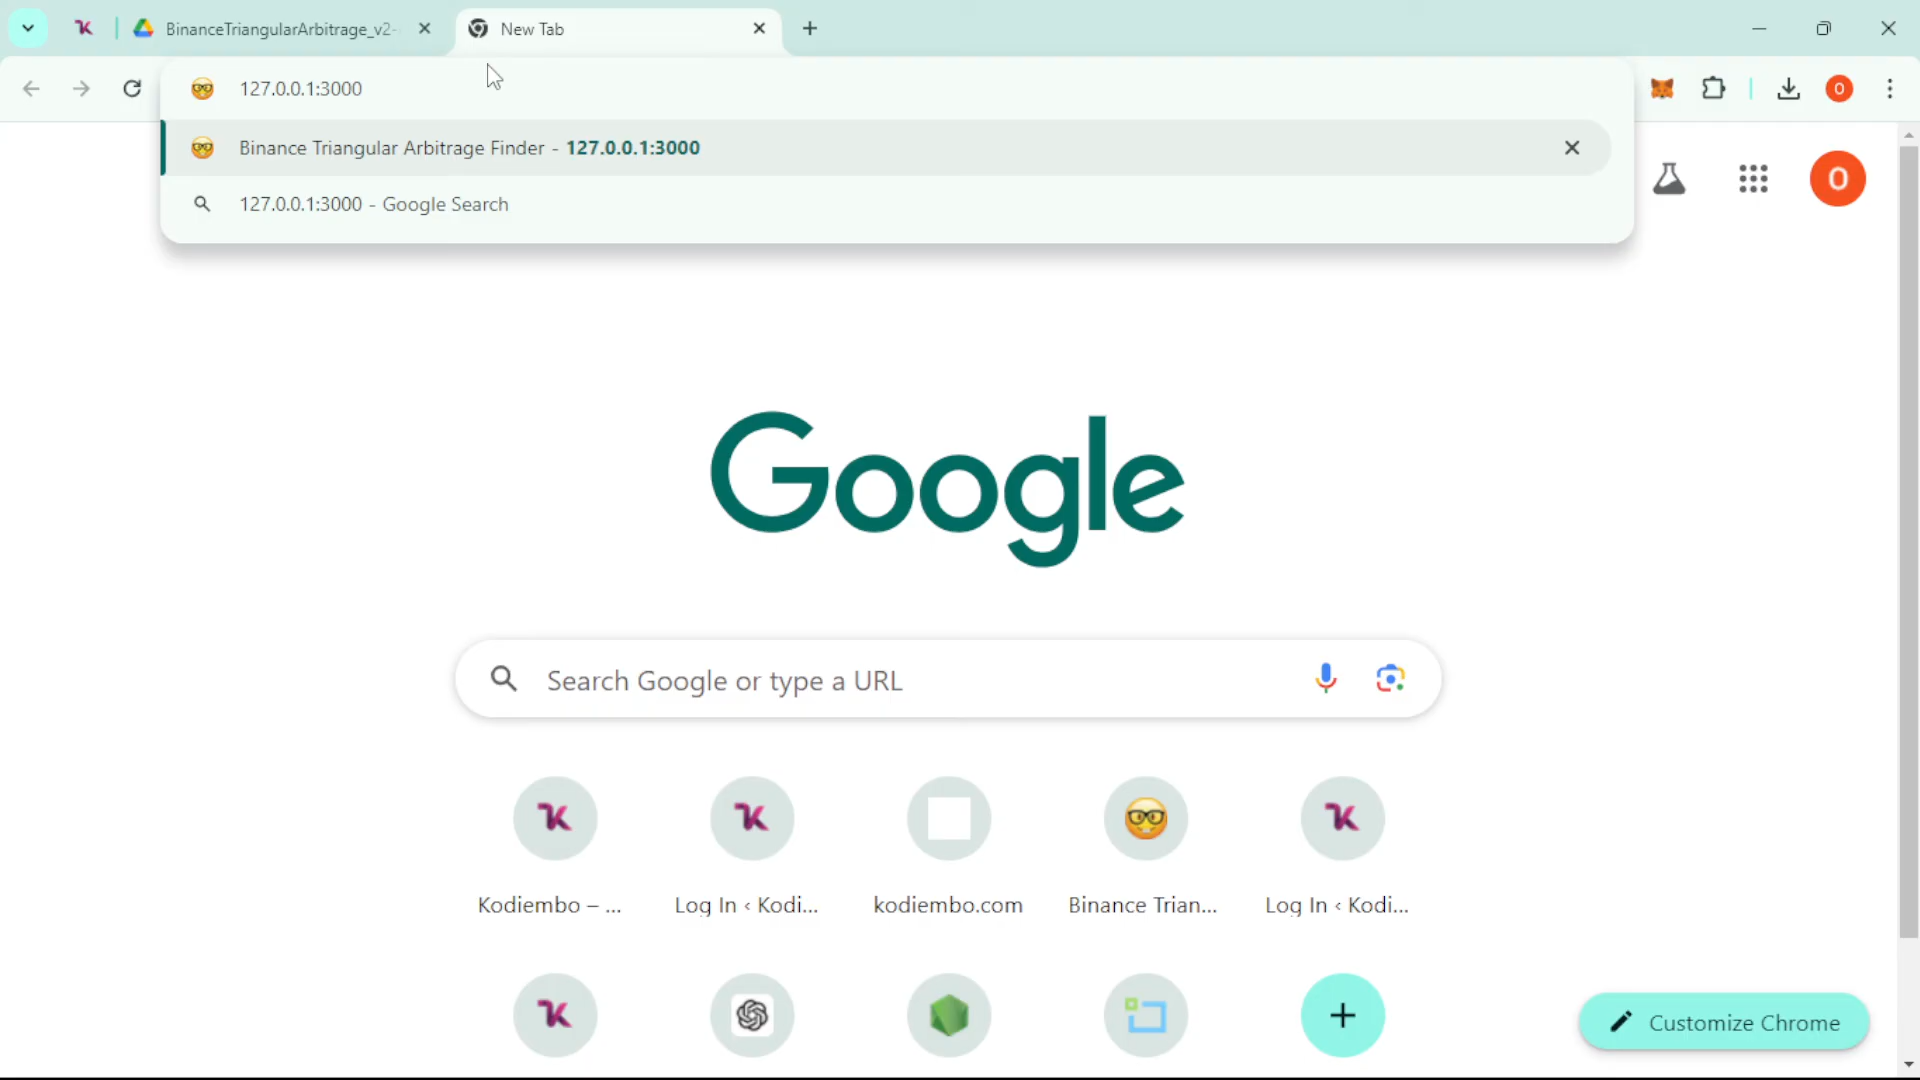 BinanceTriangularArbitrage_v2-
New Tab
127.0.0.1:3000
Binance Triangular Arbitrage Finder - 127.0.0.1:3000
127.0.0.1:3000 - Google Search
O
O
Google
Search Google or type a URL
Kodiembo – ...
Log In ‹ Kodi...
kodiembo.com
Binance Trian...
Log In ‹ Kodi...
Customize Chrome